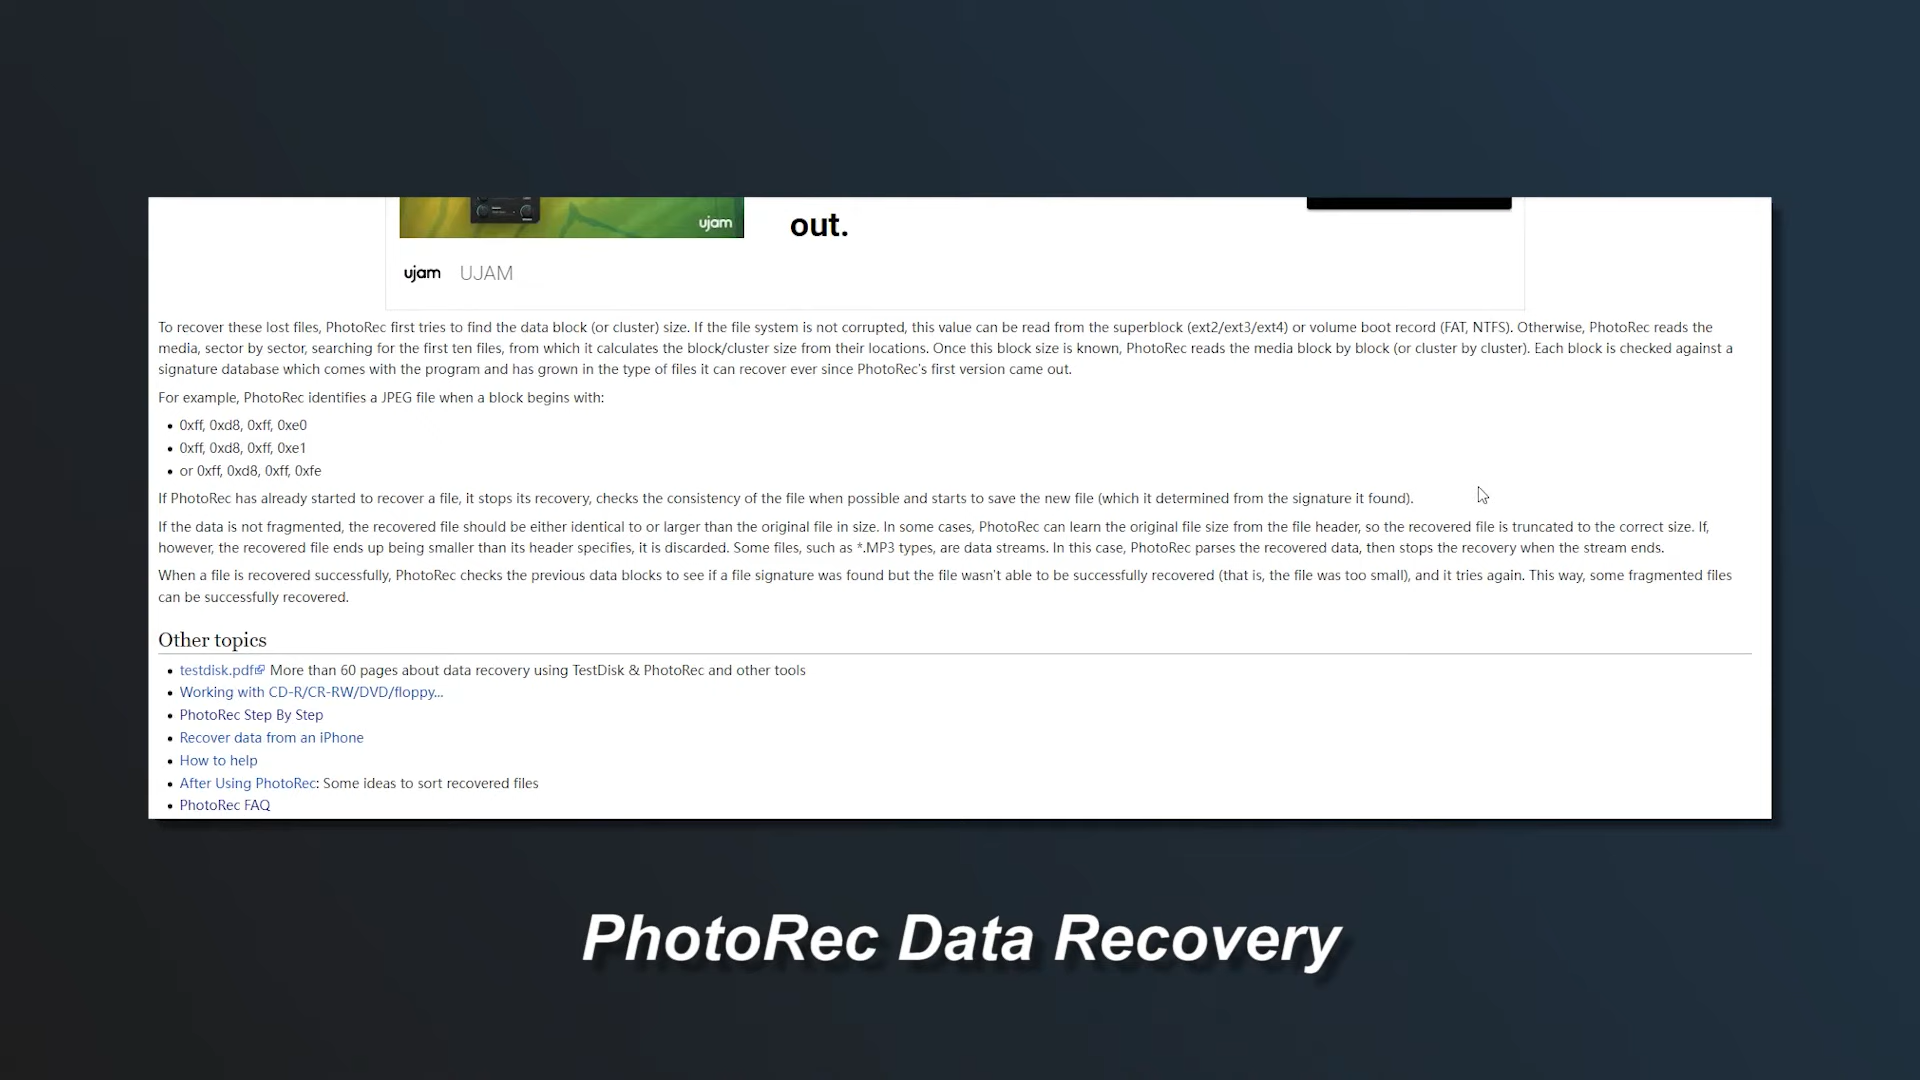 ujam
out.
ujam UJAM
To recover these lost files, PhotoRec first tries to find the data block (or cluster) size. If the file system is not corrupted, this value can be read from the superblock (ext2/ext3/ext4) or volume boot record (FAT, NTFS). Otherwise, PhotoRec reads the
media, sector by sector, searching for the first ten files, from which it calculates the block/cluster size from their locations. Once this block size is known, PhotoRec reads the media block by block (or cluster by cluster). Each block is checked against a
signature database which comes with the program and has grown in the type of files it can recover ever since PhotoRec's first version came out.
For example, PhotoRec identifies a JPEG file when a block begins with:
• 0xff, 0xd8, 0xff, 0xe0
• 0xff, 0xd8, 0xff, 0xe1
• or 0xff, 0xd8, 0xff, 0xfe
If PhotoRec has already started to recover a file, it stops its recovery, checks the consistency of the file when possible and starts to save the new file (which it determined from the signature it found).
If the data is not fragmented, the recovered file should be either identical to or larger than the original file in size. In some cases, PhotoRec can learn the original file size from the file header, so the recovered file is truncated to the correct size. If,
however, the recovered file ends up being smaller than its header specifies, it is discarded. Some files, such as *.MP3 types, are data streams. In this case, PhotoRec parses the recovered data, then stops the recovery when the stream ends.
When a file is recovered successfully, PhotoRec checks the previous data blocks to see if a file signature was found but the file wasn't able to be successfully recovered (that is, the file was too small), and it tries again. This way, some fragmented files
can be successfully recovered.
Other topics
• testdisk.pdf More than 60 pages about data recovery using TestDisk & PhotoRec and other tools
• Working with CD-R/CR-RW/DVD/floppy...
• PhotoRec Step By Step
• Recover data from an iPhone
• How to help
• After Using PhotoRec: Some ideas to sort recovered files
• PhotoRec FAQ
PhotoRec Data Recovery